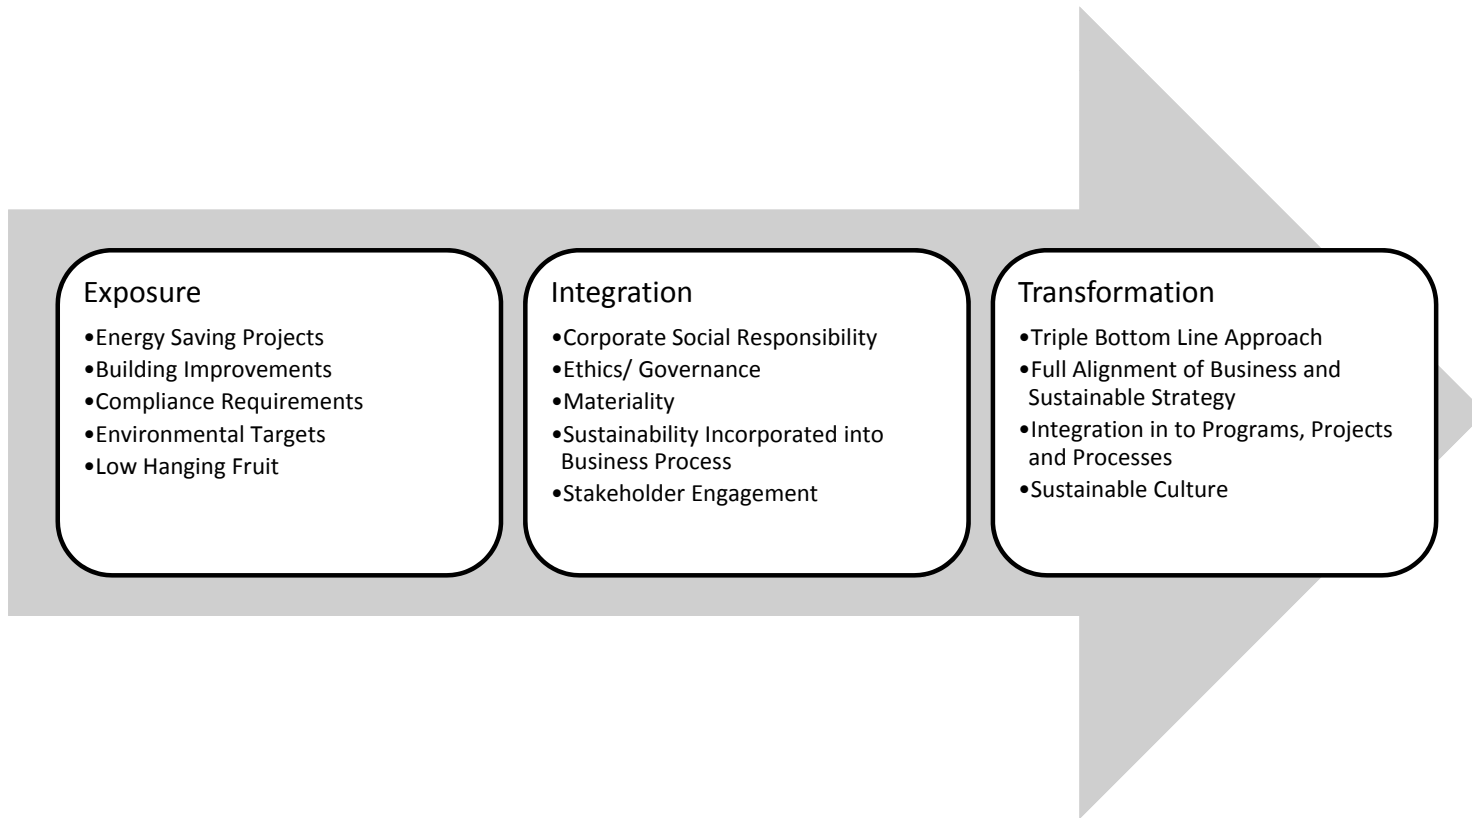 Exposure
•Energy Saving Projects
•Building Improvements
•Compliance Requirements
•Environmental Targets
•Low Hanging Fruit
Integration
•Corporate Social Responsibility
•Ethics/ Governance
•Materiality
•Sustainability Incorporated into
Business Process
•Stakeholder Engagement
Transformation
•Triple Bottom Line Approach
•Full Alignment of Business and
Sustainable Strategy
•Integration in to Programs, Projects
and Processes
•Sustainable Culture